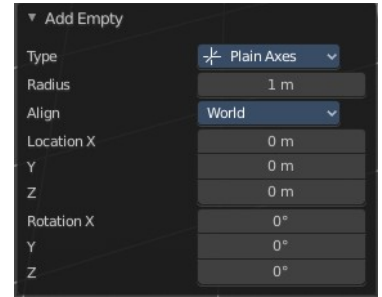 Add Empty
Type Plain Axes
Radius 1 m
Align World
Location X 0 m
Y 0 m
Z 0 m
Rotation X 0°
Y 0°
Z 0°